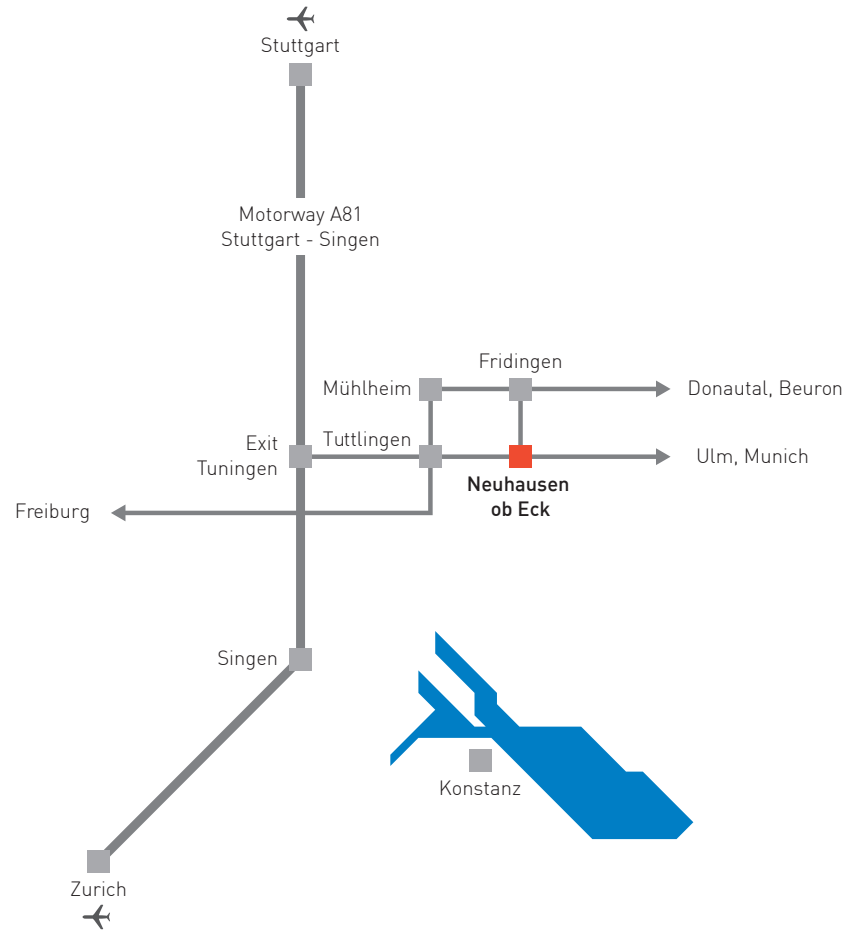 Stuttgart
Motorway A81
Stuttgart - Singen
Fridingen
Mühlheim
Donautal, Beuron
Exit
Tuningen
Tuttlingen
Ulm, Munich
Neuhausen
ob Eck
Freiburg
Singen
Konstanz
Zurich